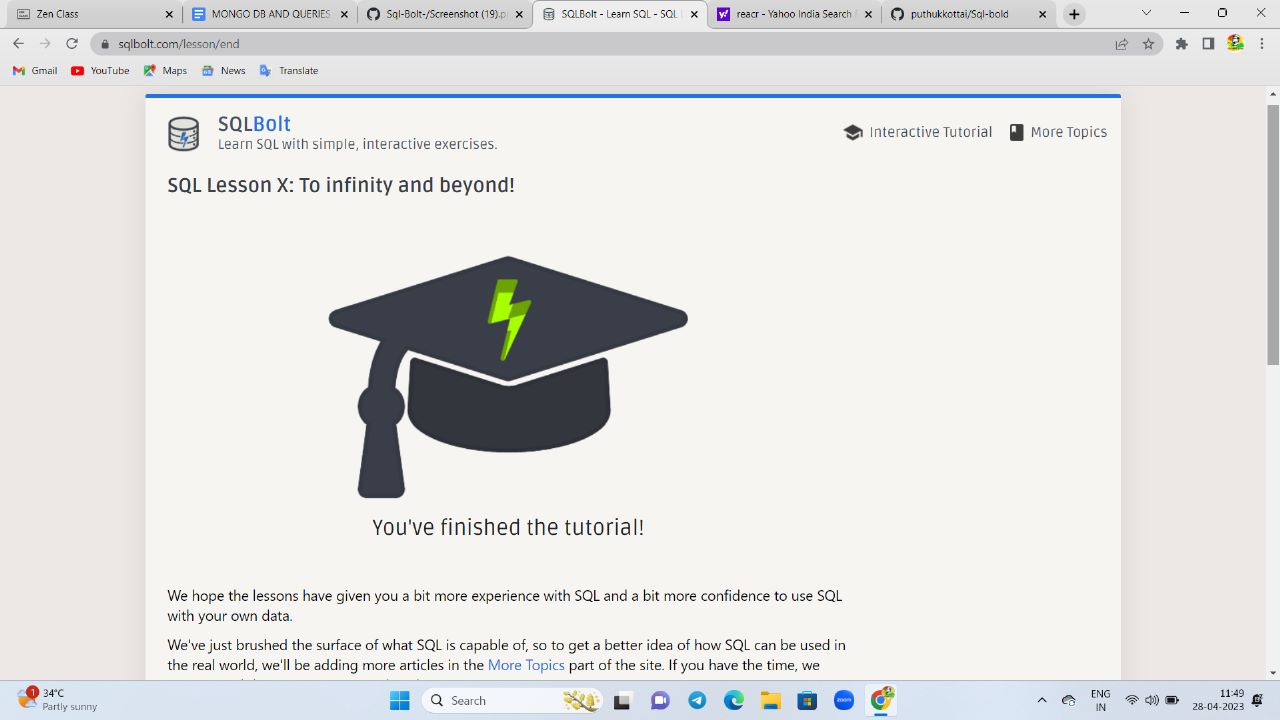 Zen Class
MONGO DB AND QUERIES
Sql-Bolt-/Screenshot (19).p
SQLBolt - Learn SQL - SQL
reacr - Yahoo India Search
puthukkottai/Sql-bold
sqlbolt.com/lesson/end
Gmail
YouTube
Maps
News
Translate
SQLBolt
Learn SQL with simple, interactive exercises.
Interactive Tutorial
More Topics
SQL Lesson X: To infinity and beyond!
You've finished the tutorial!
We hope the lessons have given you a bit more experience with SQL and a bit more confidence to use SQL
with your own data.
We've just brushed the surface of what SQL is capable of, so to get a better idea of how SQL can be used in
the real world, we'll be adding more articles in the More Topics part of the site. If you have the time, we
1
34°C
Partly sunny
Search
zoom
ENG
IN
11:49
28-04-2023